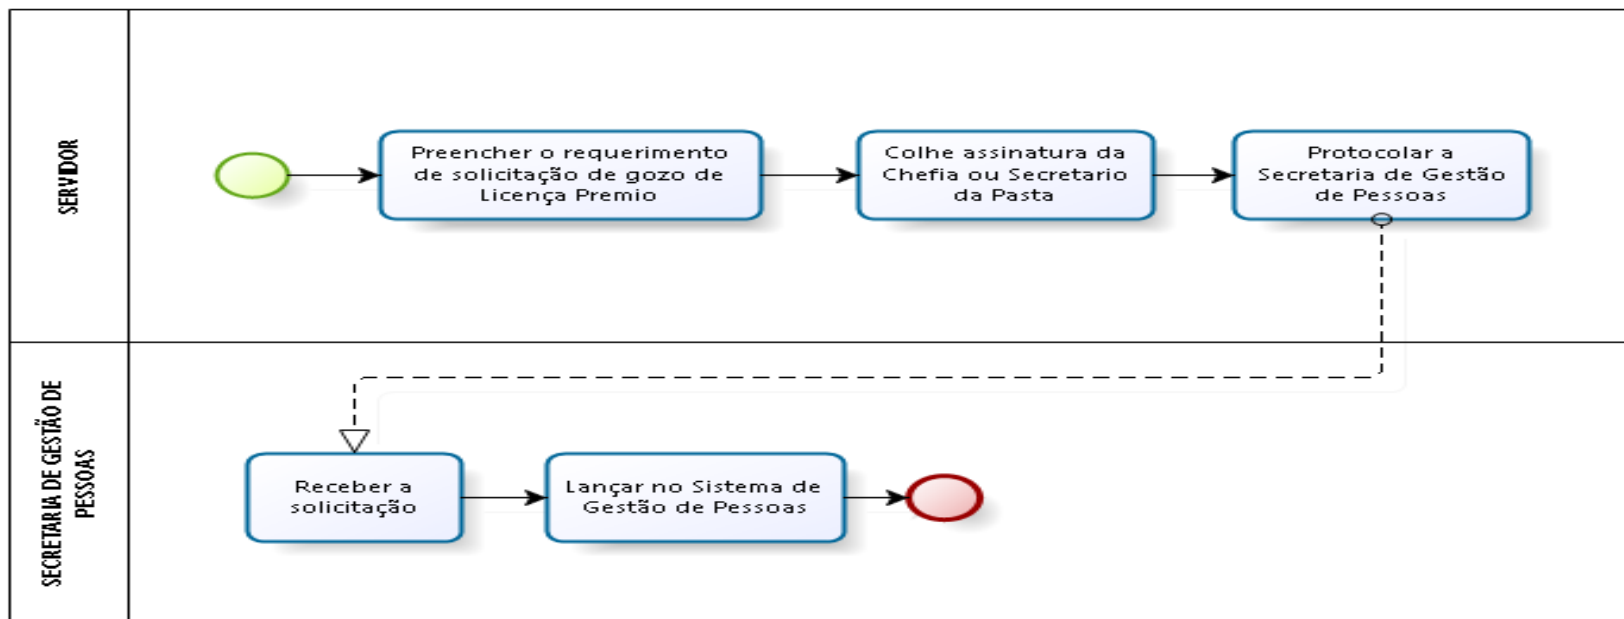 SERVIDOR
Preencher o requerimento
de solicitação de gozo de
Licença Premio
Colhe assinatura da
Chefia ou Secretario
da Pasta
Protocolar a
Secretaria de Gestão
de Pessoas
SECRETARIA DE GESTÃO DE
PESSOAS
Receber a
solicitação
Lançar no Sistema de
Gestão de Pessoas